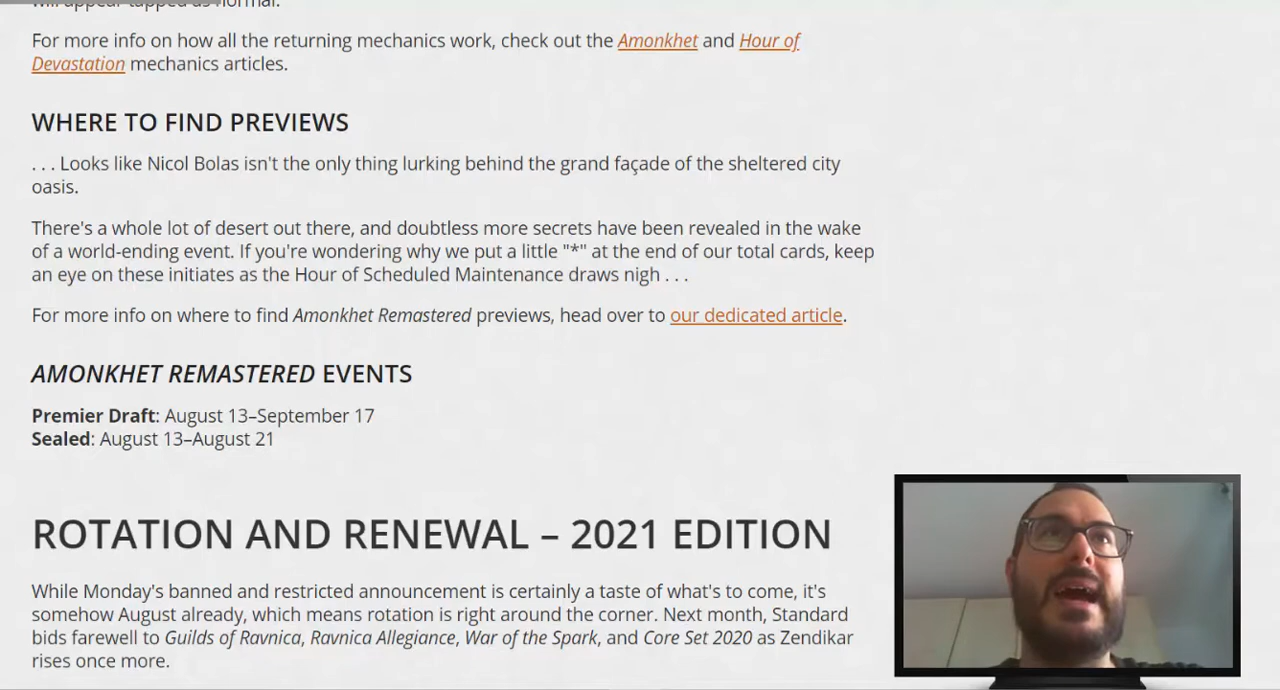 will appear tapped as normal.
For more info on how all the returning mechanics work, check out the Amonkhet and Hour of
Devastation mechanics articles.
WHERE TO FIND PREVIEWS
. . . Looks like Nicol Bolas isn't the only thing lurking behind the grand façade of the sheltered city
oasis.
There's a whole lot of desert out there, and doubtless more secrets have been revealed in the wake
of a world-ending event. If you're wondering why we put a little "*" at the end of our total cards, keep
an eye on these initiates as the Hour of Scheduled Maintenance draws nigh . . .
For more info on where to find Amonkhet Remastered previews, head over to our dedicated article.
AMONKHET REMASTERED EVENTS
Premier Draft: August 13–September 17
Sealed: August 13–August 21
ROTATION AND RENEWAL – 2021 EDITION
While Monday's banned and restricted announcement is certainly a taste of what's to come, it's
somehow August already, which means rotation is right around the corner. Next month, Standard
bids farewell to Guilds of Ravnica, Ravnica Allegiance, War of the Spark, and Core Set 2020 as Zendikar
rises once more.